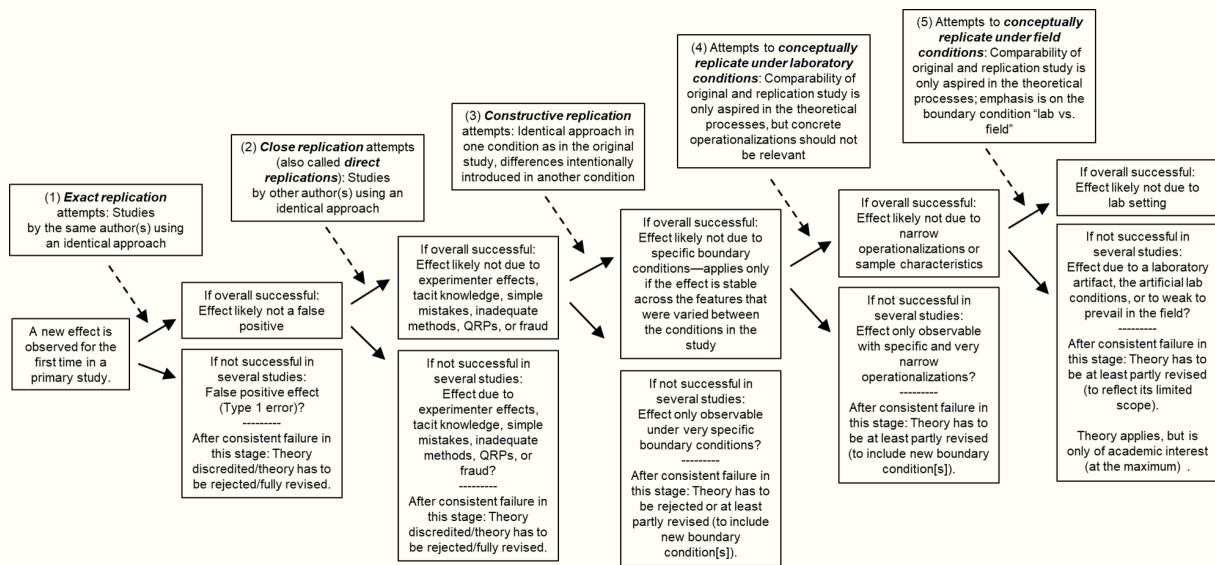 A new effect is
observed for the
first time in a
primary study.
(1) Exact replication
attempts: Studies
by the same author(s) using
an identical approach
If overall successful:
Effect likely not a false
positive
If not successful in
several studies:
False positive effect
(Type 1 error)?
---------
After consistent failure in
this stage: Theory
discredited/theory has to
be rejected/fully revised.
(2) Close replication attempts
(also called direct
replications): Studies
by other author(s) using an
identical approach
If overall successful:
Effect likely not due to
experimenter effects,
tacit knowledge, simple
mistakes, inadequate
methods, QRPs, or fraud
If not successful in
several studies:
Effect due to
experimenter effects,
tacit knowledge, simple
mistakes, inadequate
methods, QRPs, or
fraud?
---------
After consistent failure in
this stage: Theory
discredited/theory has to
be rejected/fully revised.
(3) Constructive replication
attempts: Identical approach in
one condition as in the original
study, differences intentionally
introduced in another condition
If overall successful:
Effect likely not due to
specific boundary
conditions—applies only
if the effect is stable
across the features that
were varied between
the conditions in the
study
If not successful in
several studies:
Effect only observable
under very specific
boundary conditions?
---------
After consistent failure in
this stage: Theory has to
be rejected or at least
partly revised (to include
new boundary
condition[s]).
(4) Attempts to conceptually
replicate under laboratory
conditions: Comparability of
original and replication study is
only aspired in the theoretical
processes, but concrete
operationalizations should not
be relevant
If overall successful:
Effect likely not due to
narrow
operationalizations or
sample characteristics
If not successful in
several studies:
Effect only observable
with specific and very
narrow
operationalizations?
---------
After consistent failure in
this stage: Theory has to
be at least partly revised
(to include new boundary
condition[s]).
(5) Attempts to conceptually
replicate under field
conditions: Comparability of
original and replication study is
only aspired in the theoretical
processes; emphasis is on the
boundary condition “lab vs.
field”
If overall successful:
Effect likely not due to
lab setting
If not successful in
several studies:
Effect due to a laboratory
artifact, the artificial lab
conditions, or to weak to
prevail in the field?
---------
After consistent failure in
this stage: Theory has to
be at least partly revised
(to reflect its limited
scope).
Theory applies, but is
only of academic interest
(at the maximum) .